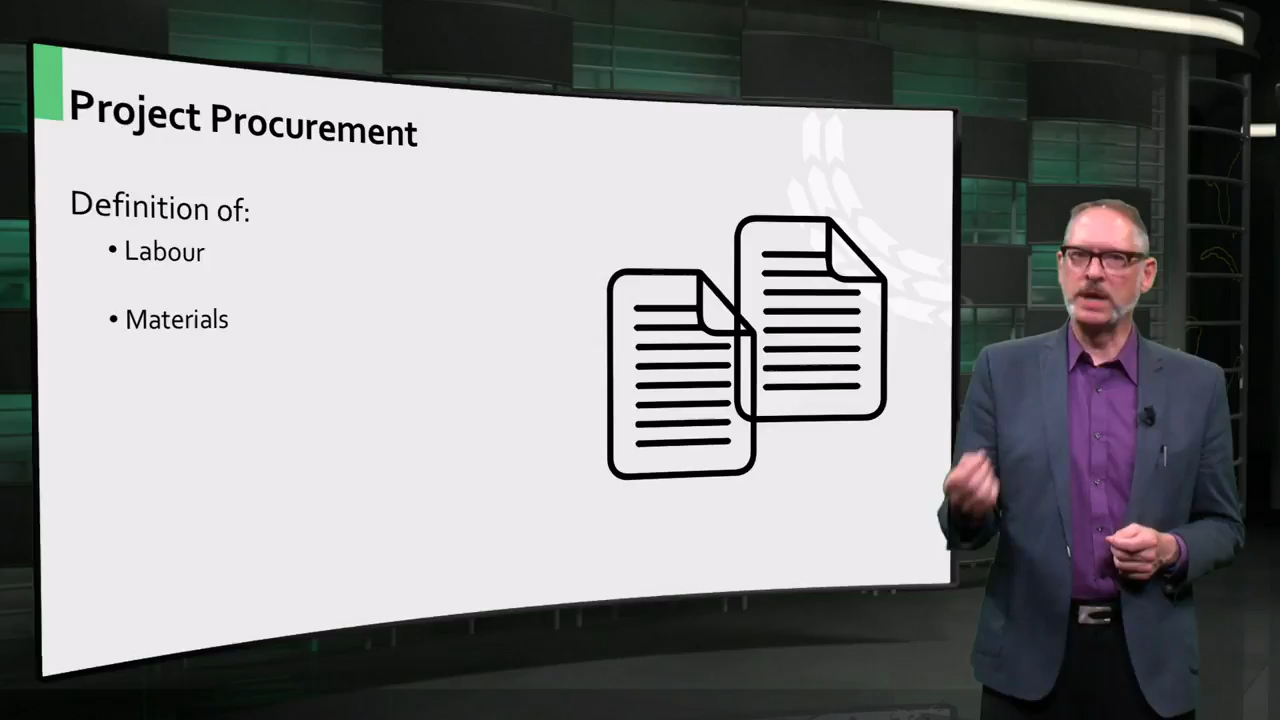 Project Procurement
Definition of:
• Labour
• Materials